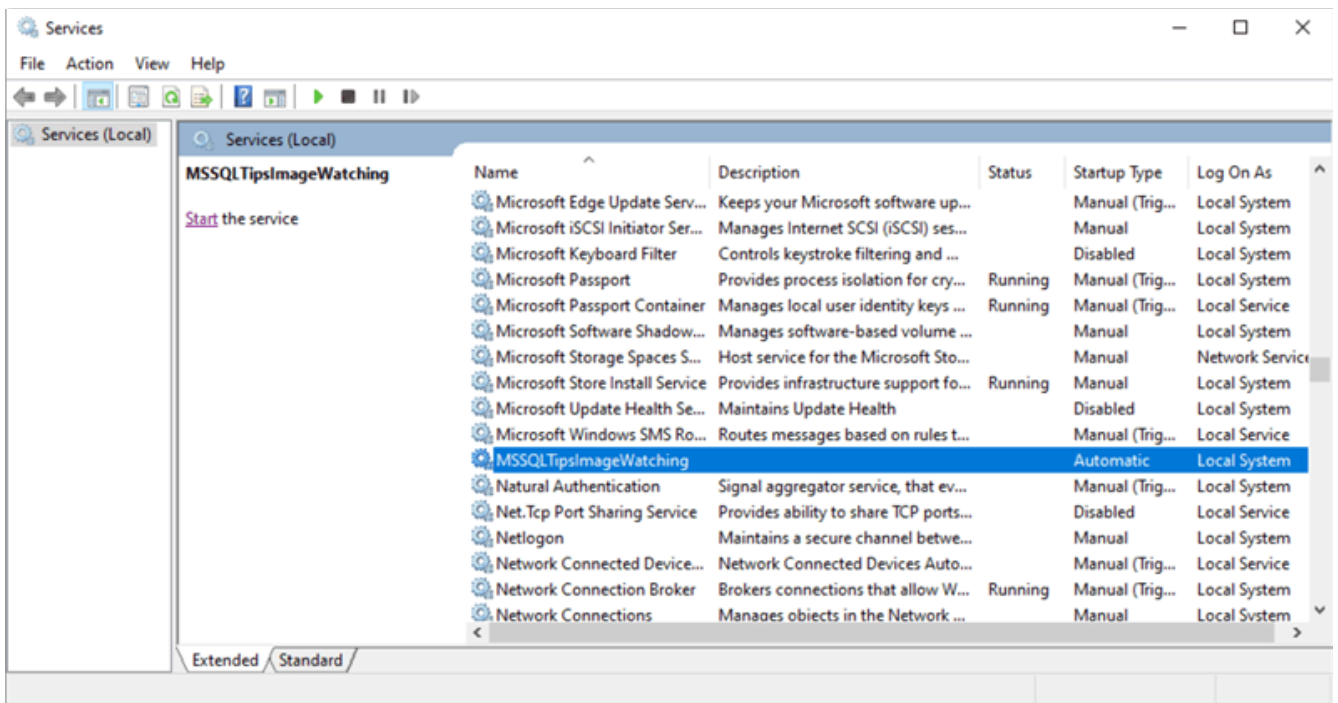 Services
File Action View Help
Services (Local)
Services (Local)
MSSQLTipsImageWatching
Start the service
Name Description Status Startup Type Log On As
Microsoft Edge Update Serv... Keeps your Microsoft software up... Manual (Trig... Local System
Microsoft iSCSI Initiator Ser... Manages Internet SCSI (iSCSI) ses... Manual Local System
Microsoft Keyboard Filter Controls keystroke filtering and ... Disabled Local System
Microsoft Passport Provides process isolation for cry... Running Manual (Trig... Local System
Microsoft Passport Container Manages local user identity keys ... Running Manual (Trig... Local Service
Microsoft Software Shadow... Manages software-based volume ... Manual Local System
Microsoft Storage Spaces S... Host service for the Microsoft Sto... Manual Network Service
Microsoft Store Install Service Provides infrastructure support fo... Running Manual Local System
Microsoft Update Health Se... Maintains Update Health Disabled Local System
Microsoft Windows SMS Ro... Routes messages based on rules t... Manual (Trig... Local Service
MSSQLTipsImageWatching Automatic Local System
Natural Authentication Signal aggregator service, that ev... Manual (Trig... Local System
Net.Tcp Port Sharing Service Provides ability to share TCP ports... Disabled Local Service
Netlogon Maintains a secure channel betwe... Manual Local System
Network Connected Device... Network Connected Devices Auto... Manual (Trig... Local Service
Network Connection Broker Brokers connections that allow W... Running Manual (Trig... Local System
Network Connections Manages objects in the Network ... Manual Local System
Extended Standard